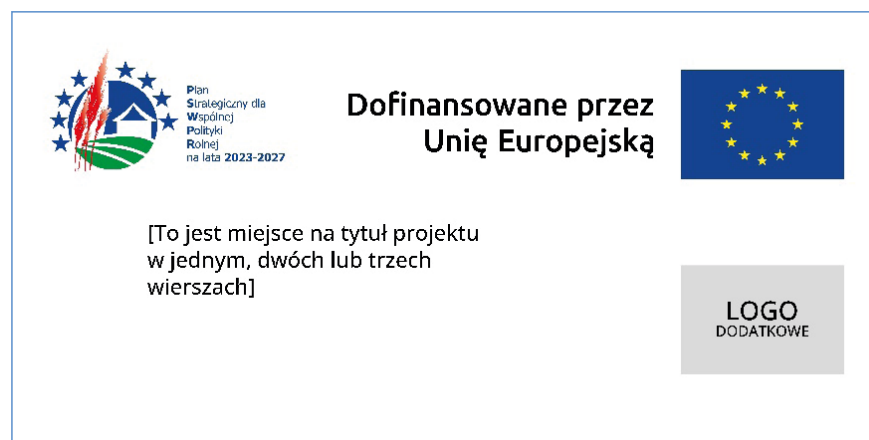 Plan
Strategiczny dla
Wspólnej
Polityki
Rolnej
na lata 2023-2027
Dofinansowane przez
Unię Europejską
[To jest miejsce na tytuł projektu
w jednym, dwóch lub trzech
wierszach]
LOGO
DODATKOWE